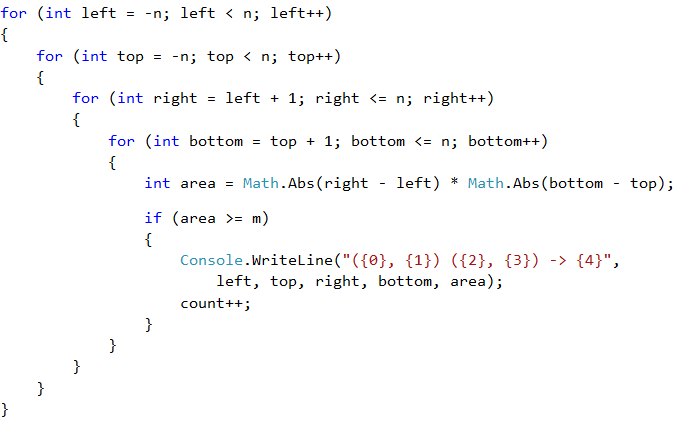 for (int left = -n; left < n; left++)
{
    for (int top = -n; top < n; top++)
    {
        for (int right = left + 1; right <= n; right++)
        {
            for (int bottom = top + 1; bottom <= n; bottom++)
            {
                int area = Math.Abs(right - left) * Math.Abs(bottom - top);
                if (area >= m)
                {
                    Console.WriteLine("({0}, {1}) ({2}, {3}) -> {4}",
                        left, top, right, bottom, area);
                    count++;
                }
            }
        }
    }
}